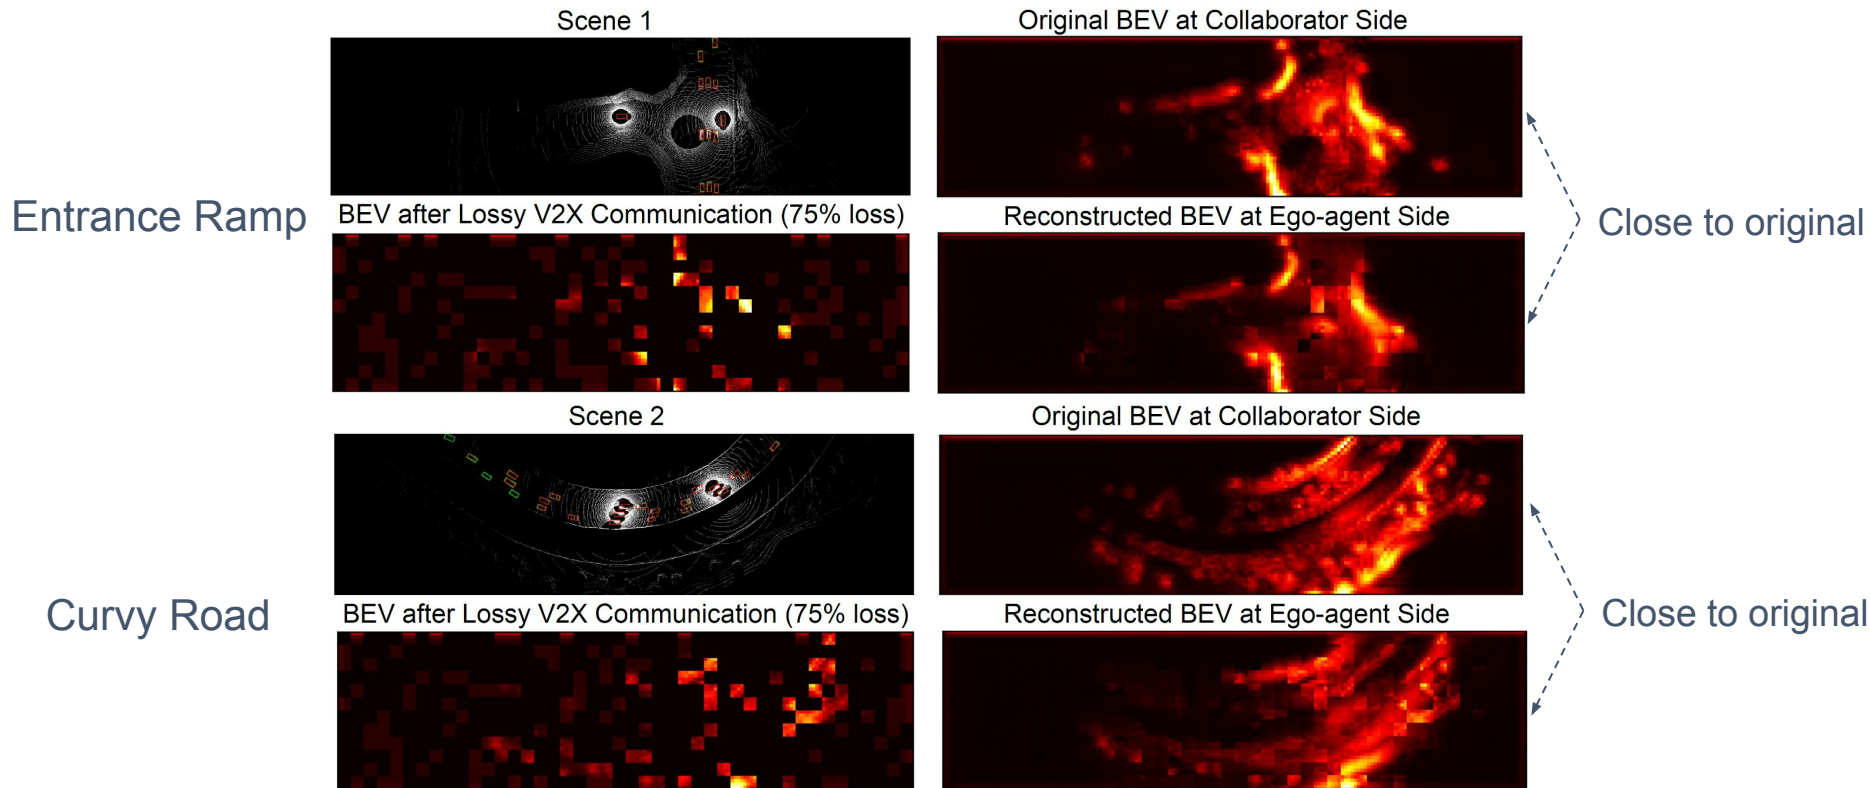 Scene 1
Original BEV at Collaborator Side
Entrance Ramp
BEV after Lossy V2X Communication (75% loss)
Reconstructed BEV at Ego-agent Side
Close to original
Scene 2
Original BEV at Collaborator Side
Curvy Road
BEV after Lossy V2X Communication (75% loss)
Reconstructed BEV at Ego-agent Side
Close to original